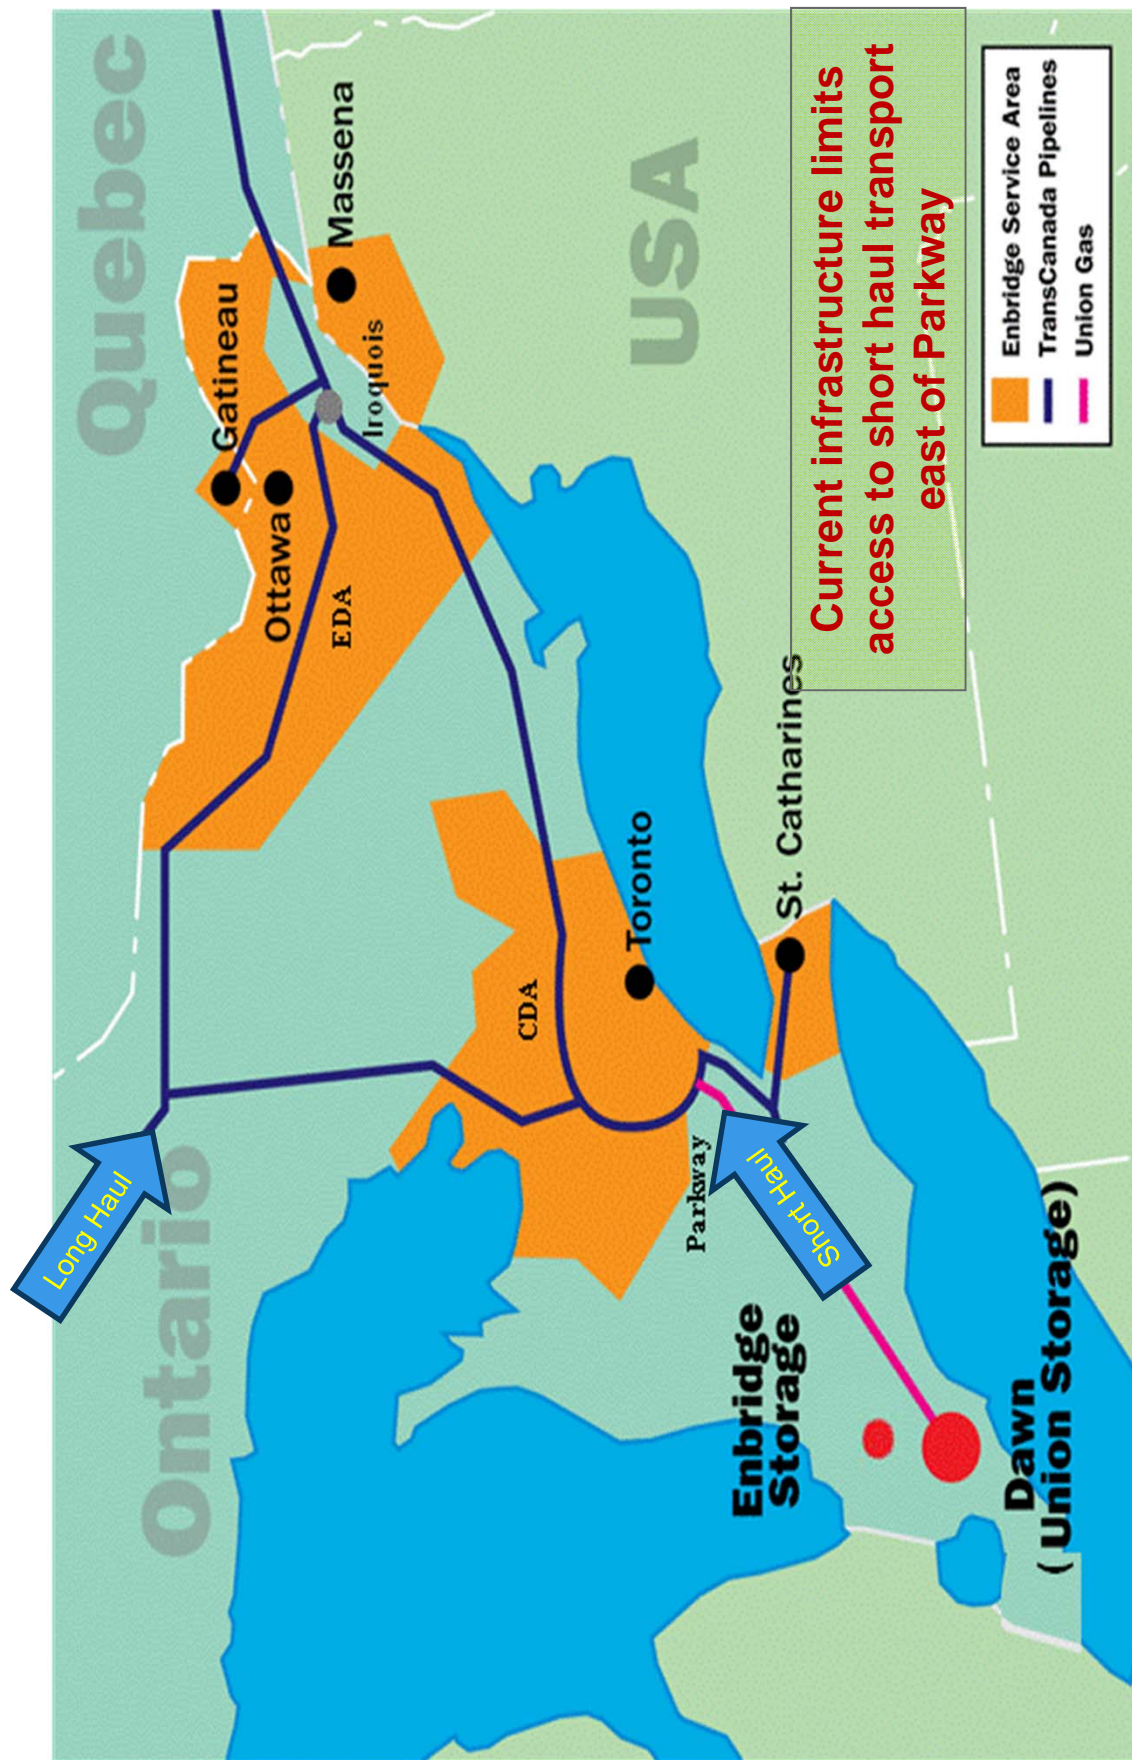 Ontario
Quebec
Long Haul
Gatineau
Ottawa
EDA
Massena
Iroquois
CDA
Toronto
USA
Parkway
Short Haul
St. Catharines
Enbridge
Storage
Dawn
( Union Storage)
Current infrastructure limits
access to short haul transport
east of Parkway
Enbridge Service Area
TransCanada Pipelines
Union Gas